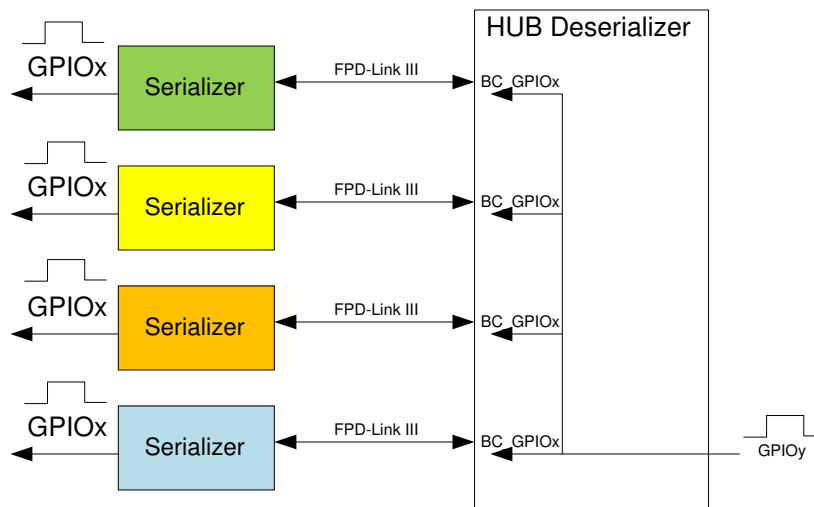 HUB Deserializer
GPIOx
Serializer
FPD-Link III
BC_GPIOx
GPIOx
Serializer
FPD-Link III
BC_GPIOx
GPIOx
Serializer
FPD-Link III
BC_GPIOx
GPIOx
Serializer
FPD-Link III
BC_GPIOx
GPIOy